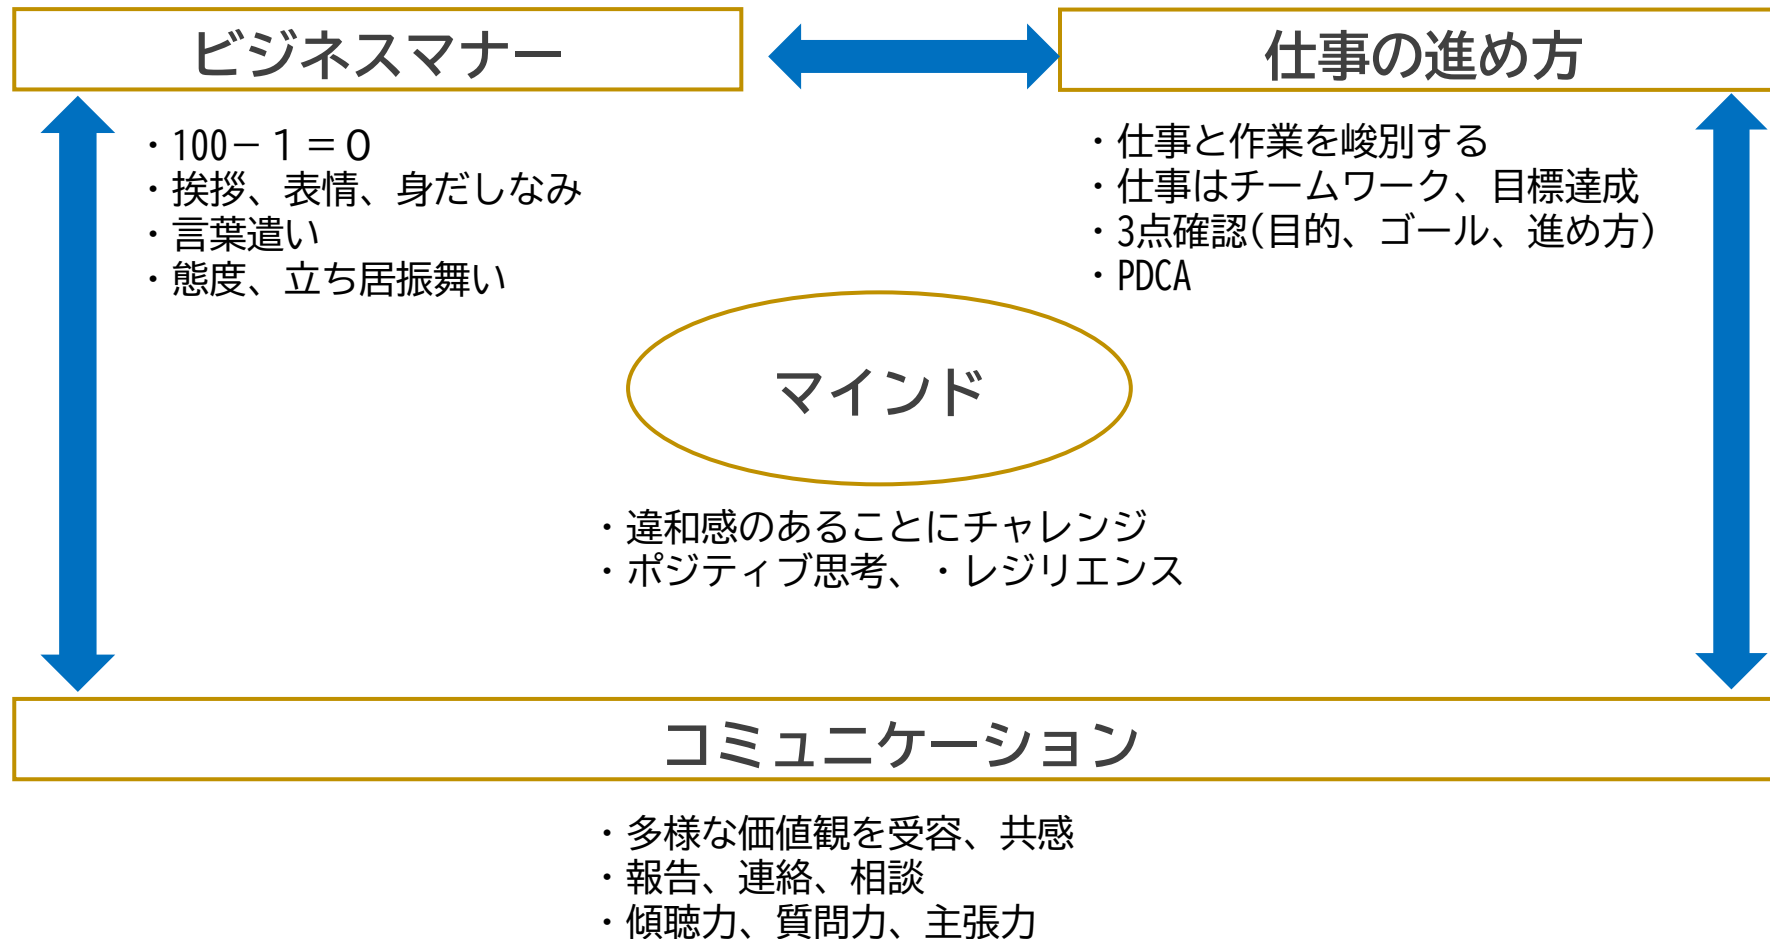 ビジネスマナー
仕事の進め方
・100－１＝０
・挨拶、表情、身だしなみ
・言葉遣い
・態度、立ち居振舞い
・仕事と作業を峻別する
・仕事はチームワーク、目標達成
・3点確認(目的、ゴール、進め方)
・PDCA
マインド
・違和感のあることにチャレンジ
・ポジティブ思考、・レジリエンス
コミュニケーション
・多様な価値観を受容、共感
・報告、連絡、相談
・傾聴力、質問力、主張力